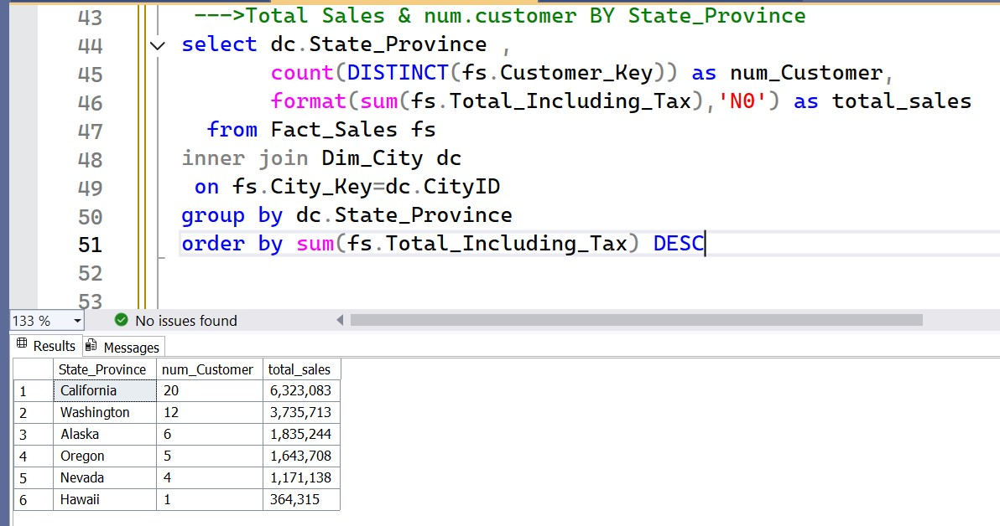 43 --->Total Sales & num.customer BY State_Province
44 select dc.State_Province ,
45 count(DISTINCT(fs.Customer_Key)) as num_Customer,
46 format(sum(fs.Total_Including_Tax),'N0') as total_sales
47 from Fact_Sales fs
48 inner join Dim_City dc
49 on fs.City_Key=dc.CityID
50 group by dc.State_Province
51 order by sum(fs.Total_Including_Tax) DESC
52
53
133 % No issues found
Results Messages
State_Province num_Customer total_sales
1 California 20 6,323,083
2 Washington 12 3,735,713
3 Alaska 6 1,835,244
4 Oregon 5 1,643,708
5 Nevada 4 1,171,138
6 Hawaii 1 364,315